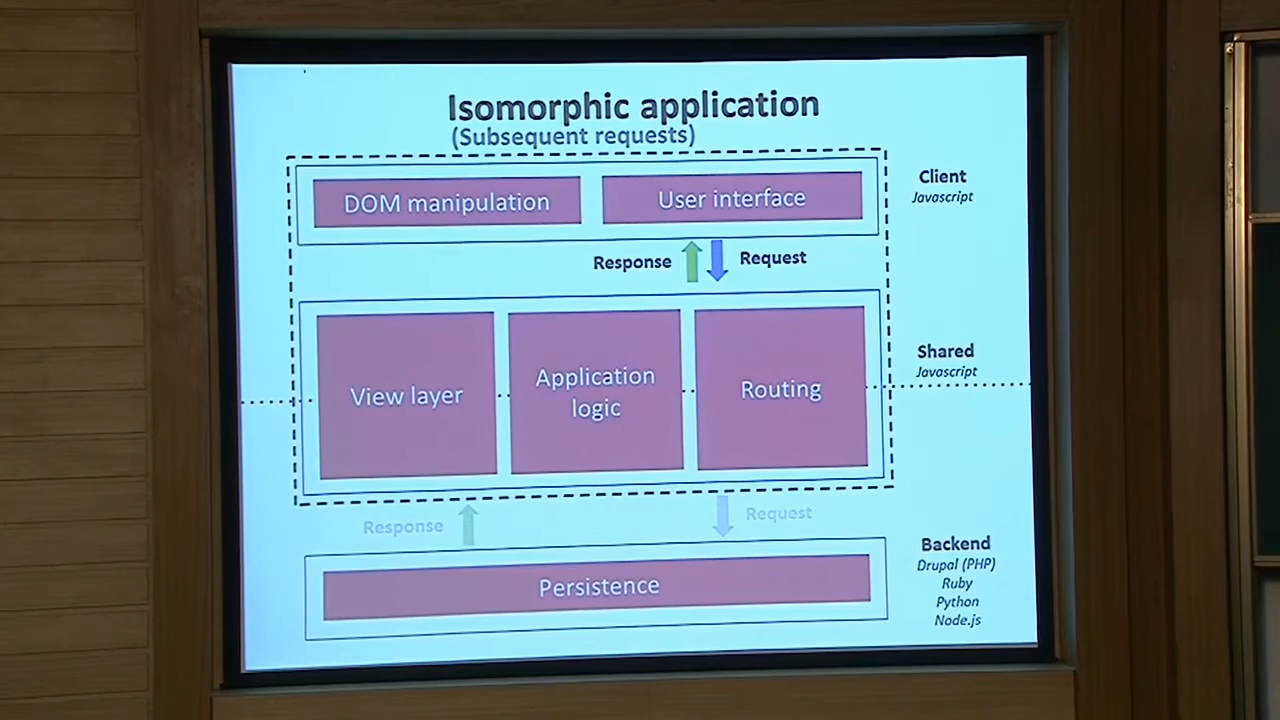 Isomorphic application
(Subsequent requests)
DOM manipulation
User interface
Client
Javascript
Response
Request
View layer
Application
logic
Routing
Shared
Javascript
Response
Request
Persistence
Backend
Drupal (PHP)
Ruby
Python
Node.js